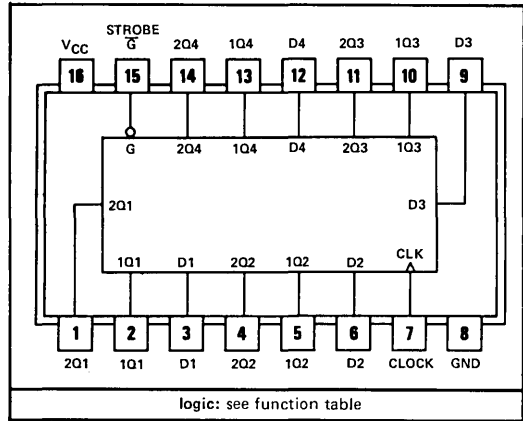 STROBE
VCC G 2Q4 1Q4 D4 2Q3 1Q3 D3
16 15 14 13 12 11 10 9
G 2Q4 1Q4 D4 2Q3 1Q3
2Q1 D3
CLK
1Q1 D1 2Q2 1Q2 D2
1 2 3 4 5 6 7 8
2Q1 1Q1 D1 2Q2 1Q2 D2 CLOCK GND
logic: see function table